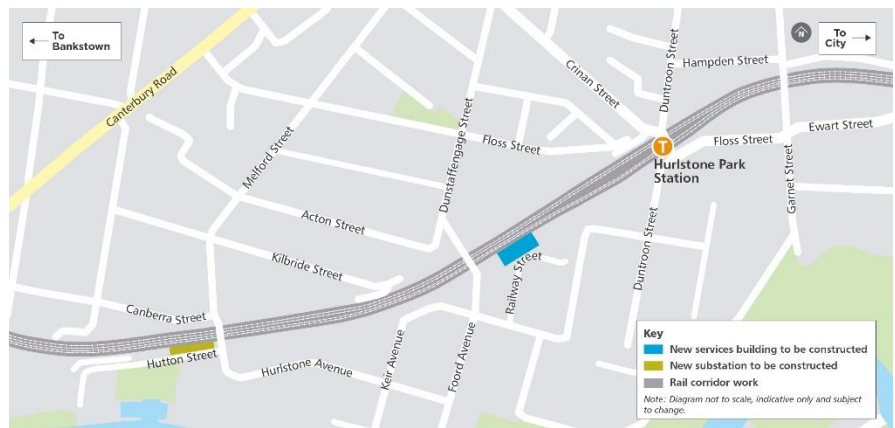 To
Bankstown
N
To
City
Canterbury Road
Melford Street
Dunstaffengage Street
Crinan Street
Duntroon Street
Hampden Street
Floss Street
T
Floss Street
Ewart Street
Hurlstone Park
Station
Garnet Street
Acton Street
Kilbride Street
Railway Street
Duntroon Street
Canberra Street
Hutton Street
Hurlstone Avenue
Keir Avenue
Foord Avenue
Key
New services building to be constructed
New substation to be constructed
Rail corridor work
Note: Diagram not to scale, indicative only and subject
to change.